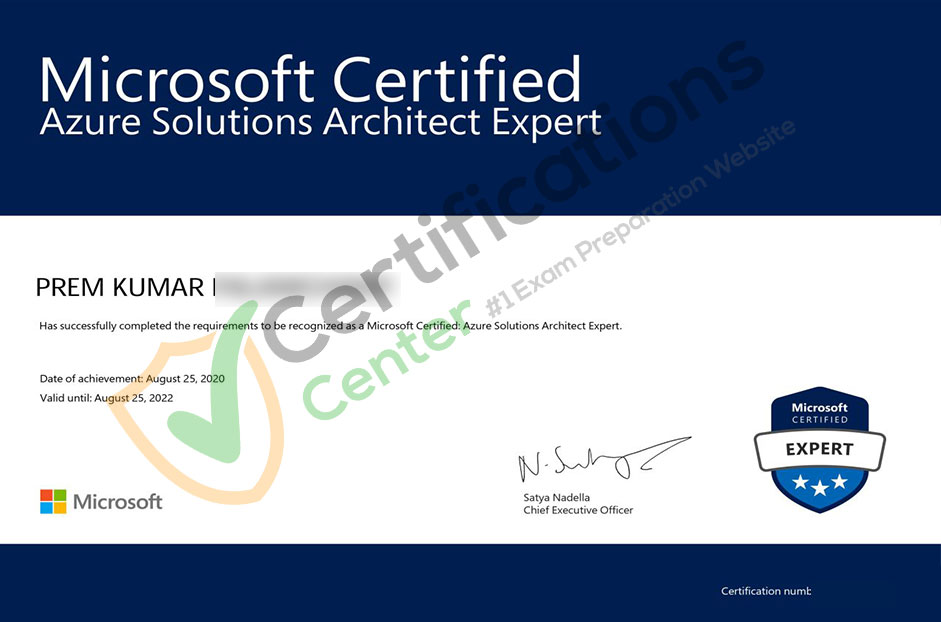 Microsoft Certified
Azure Solutions Architect Expert
Certifications
Center #1 Exam Preparation Website
PREM KUMAR
Has successfully completed the requirements to be recognized as a Microsoft Certified: Azure Solutions Architect Expert.
Date of achievement: August 25, 2020
Valid until: August 25, 2022
Microsoft
CERTIFIED
EXPERT
Microsoft
N. Satya
Satya Nadella
Chief Executive Officer
Certification numb